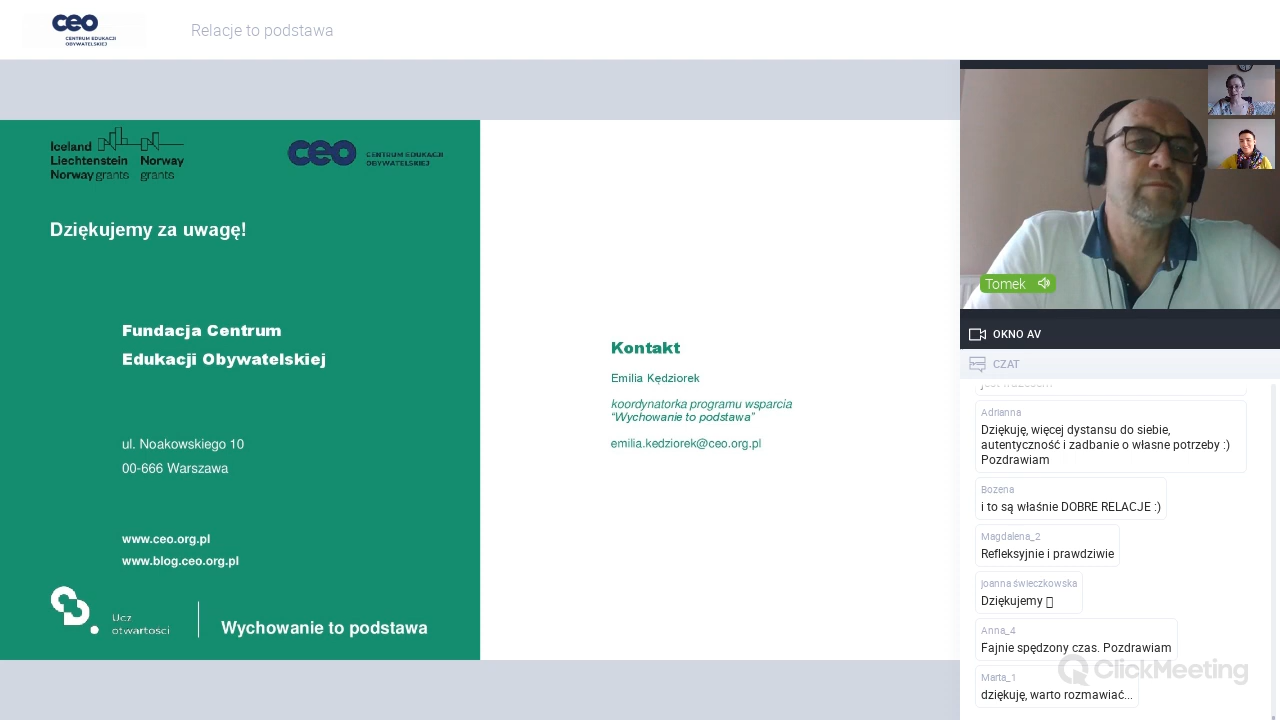 ceo
CENTRUM EDUKACJI
OBYWATELSKIEJ
Relacje to podstawa
Iceland
Liechtenstein
Norway grants
Norway
grants
ceo
CENTRUM EDUKACJI
OBYWATELSKIEJ
Dziękujemy za uwagę!
Fundacja Centrum
Edukacji Obywatelskiej
ul. Noakowskiego 10
00-666 Warszawa
www.ceo.org.pl
www.blog.ceo.org.pl
Ucz
otwartości
Wychowanie to podstawa
Kontakt
Emilia Kędziorek
koordynatorka programu wsparcia
“Wychowanie to podstawa”
emilia.kedziorek@ceo.org.pl
Tomek
OKNO AV
CZAT
Adrianna
Dziękuję, więcej dystansu do siebie,
autentyczność i zadbanie o własne potrzeby :)
Pozdrawiam
Bozena
i to są właśnie DOBRE RELACJE :)
Magdalena_2
Refleksyjnie i prawdziwie
joanna świeczkowska
Dziękujemy
Anna_4
Fajnie spędzony czas. Pozdrawiam
ClickMeeting
Marta_1
dziękuję, warto rozmawiać...